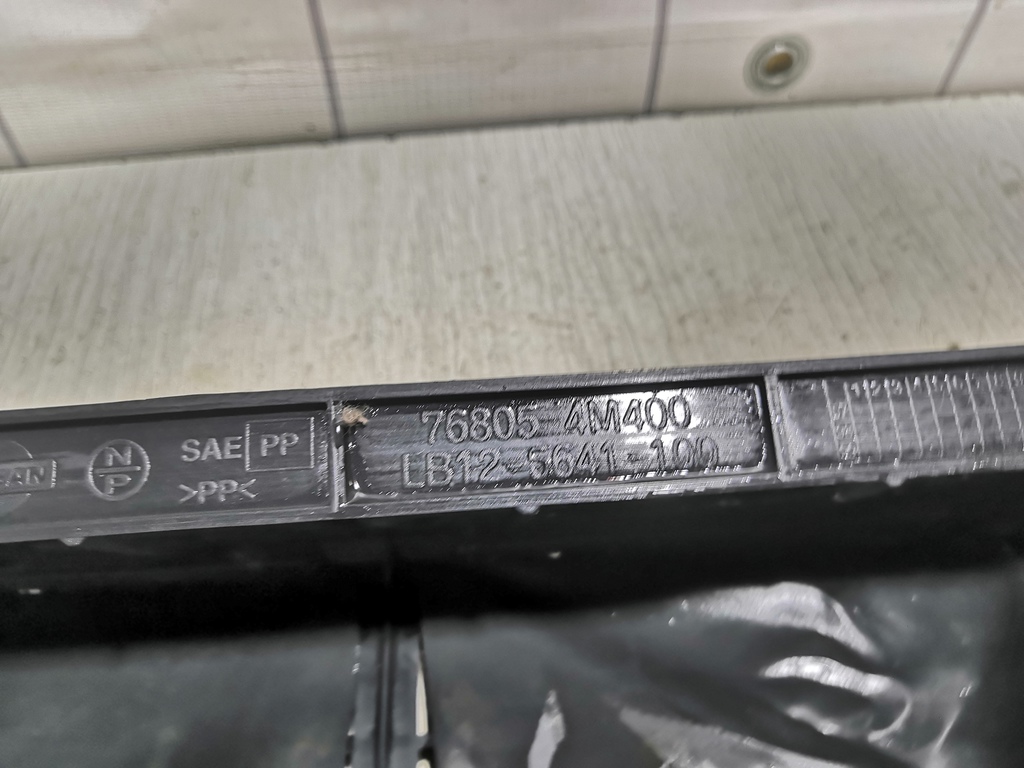 SAE PP
>PP<
N
P
76805-4M400
LB12-5641-100